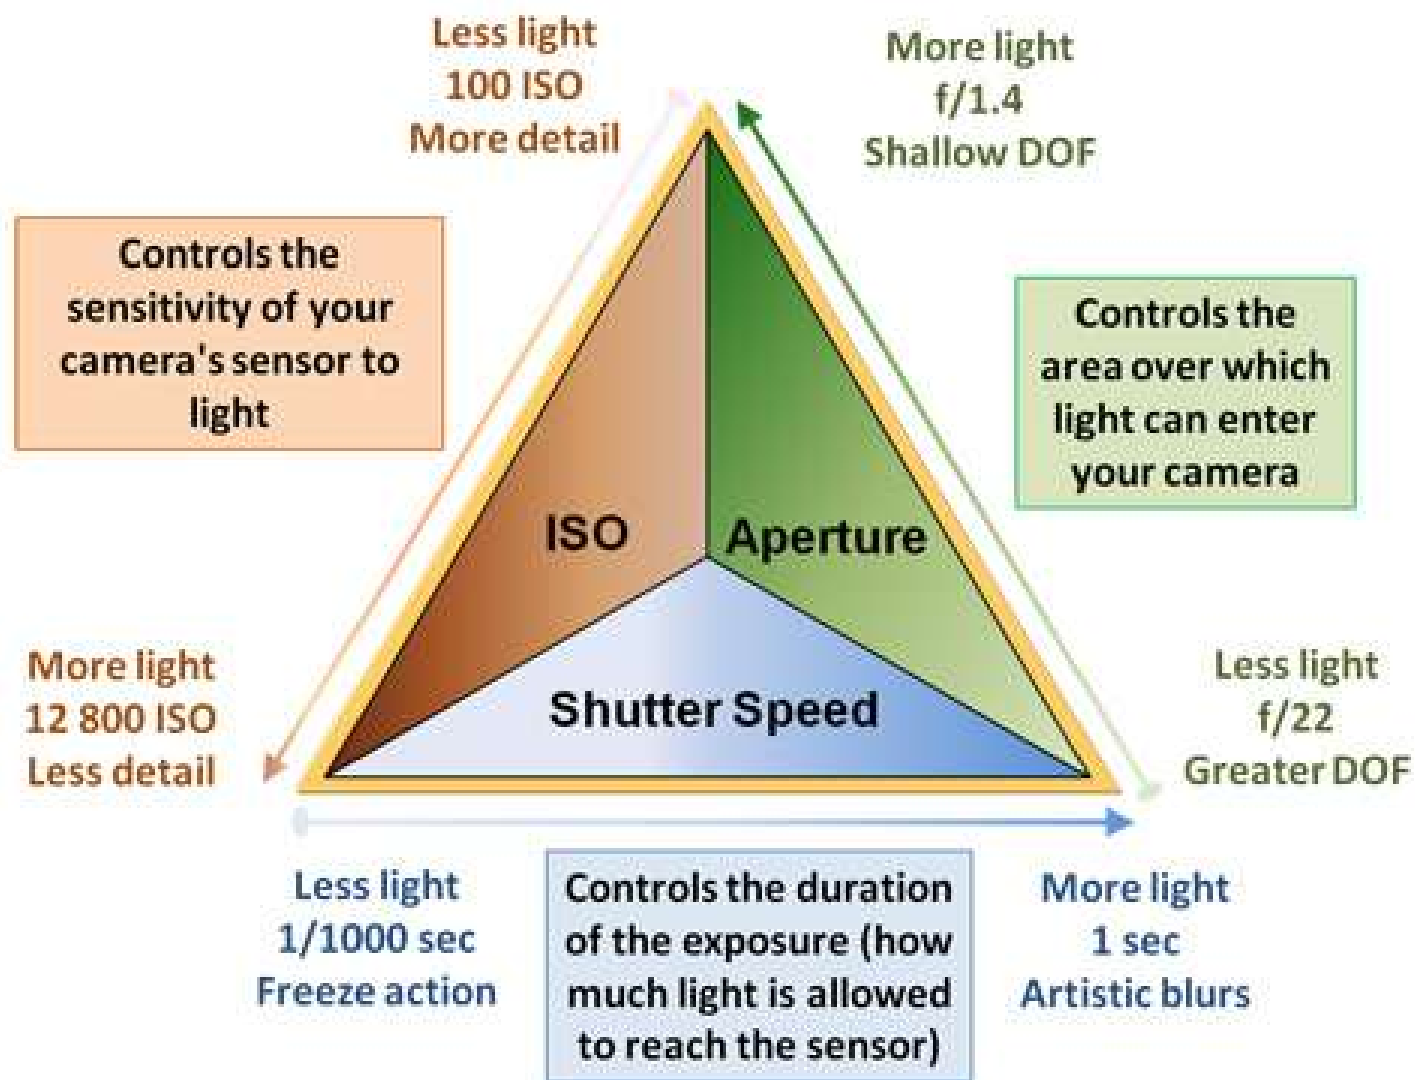 Less light
100 ISO
More detail
More light
f/1.4
Shallow DOF
Controls the
sensitivity of your
camera's sensor to
light
Controls the
area over which
light can enter
your camera
ISO
Aperture
Shutter Speed
More light
12 800 ISO
Less detail
Less light
f/22
Greater DOF
Less light
1/1000 sec
Freeze action
Controls the duration
of the exposure (how
much light is allowed
to reach the sensor)
More light
1 sec
Artistic blurs